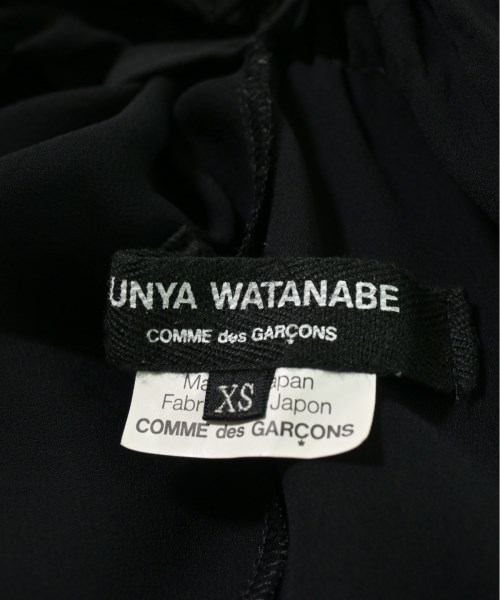 UNYA WATANABE
COMME des GARÇONS
XS
Ma apan
Fabr Japon
COMME des GARÇONS